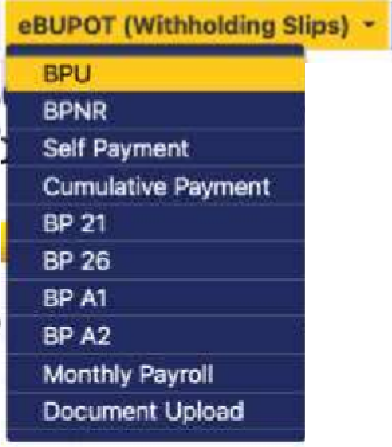 eBUPOT (Withholding Slips)
BPU
BPNR
Self Payment
Cumulative Payment
BP 21
BP 26
BP A1
BP A2
Monthly Payroll
Document Upload